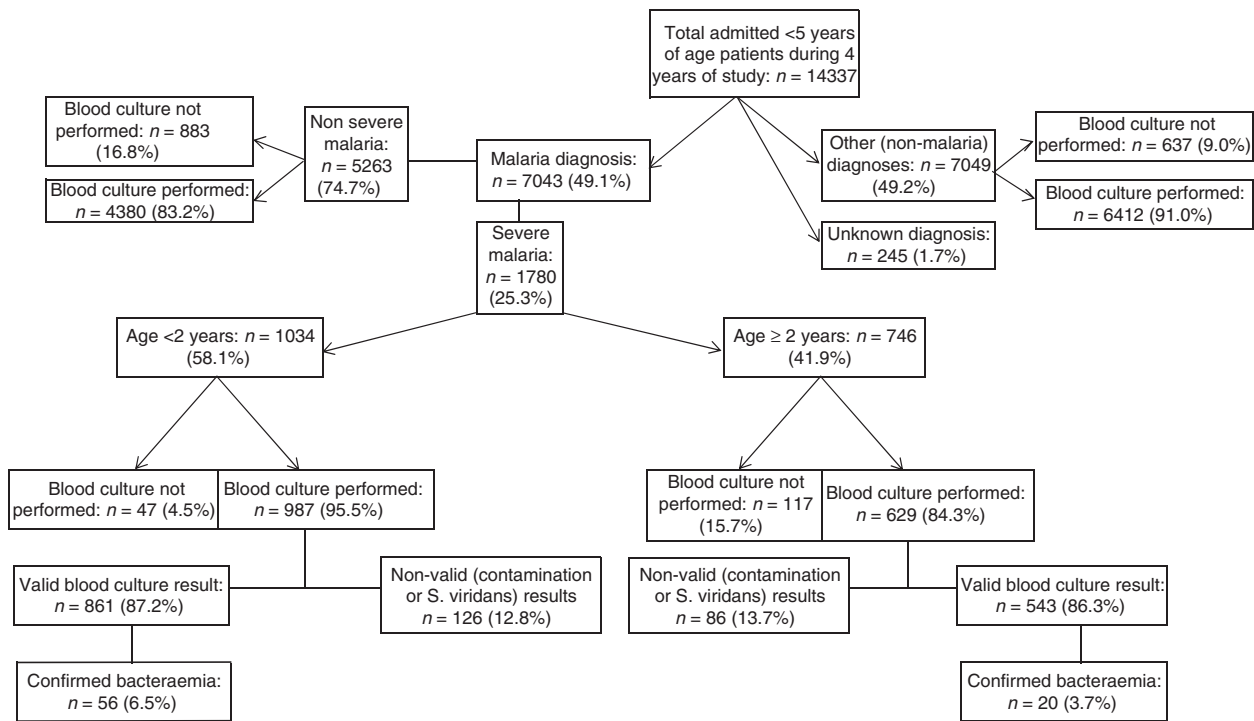 Total admitted <5 years
of age patients during 4
years of study: n = 14337
Blood culture not
performed: n = 883
(16.8%)
Blood culture performed:
n = 4380 (83.2%)
Non severe
malaria:
n = 5263
(74.7%)
Malaria diagnosis:
n = 7043 (49.1%)
Other (non-malaria)
diagnoses: n = 7049
(49.2%)
Blood culture not
performed: n = 637 (9.0%)
Blood culture performed:
n = 6412 (91.0%)
Unknown diagnosis:
n = 245 (1.7%)
Severe
malaria:
n = 1780
(25.3%)
Age <2 years: n = 1034
(58.1%)
Age ≥ 2 years: n = 746
(41.9%)
Blood culture not
performed: n = 47 (4.5%)
Blood culture performed:
n = 987 (95.5%)
Blood culture not
performed: n = 117
(15.7%)
Blood culture performed:
n = 629 (84.3%)
Valid blood culture result:
n = 861 (87.2%)
Non-valid (contamination
or S. viridans) results
n = 126 (12.8%)
Non-valid (contamination
or S. viridans) results
n = 86 (13.7%)
Valid blood culture result:
n = 543 (86.3%)
Confirmed bacteraemia:
n = 56 (6.5%)
Confirmed bacteraemia:
n = 20 (3.7%)